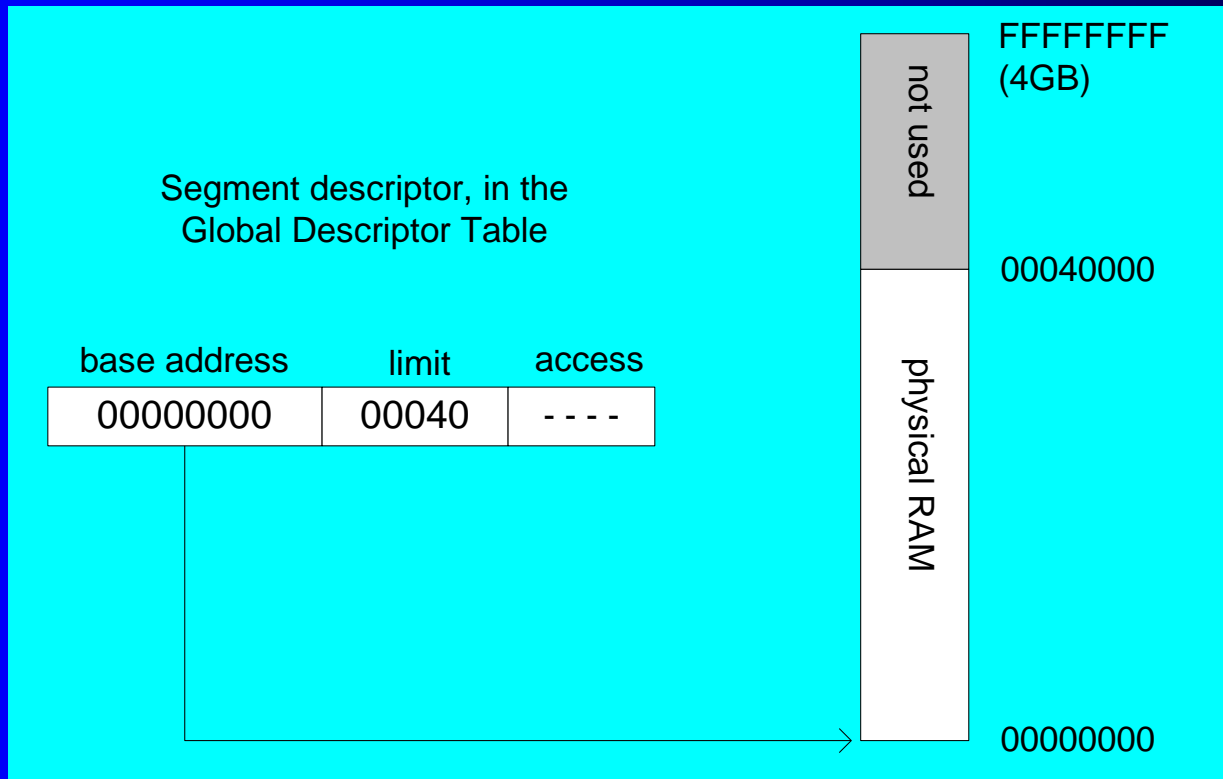 FFFFFFFF
(4GB)
not used
Segment descriptor, in the
Global Descriptor Table
00040000
base address limit access
00000000 00040 - - - -
physical RAM
00000000